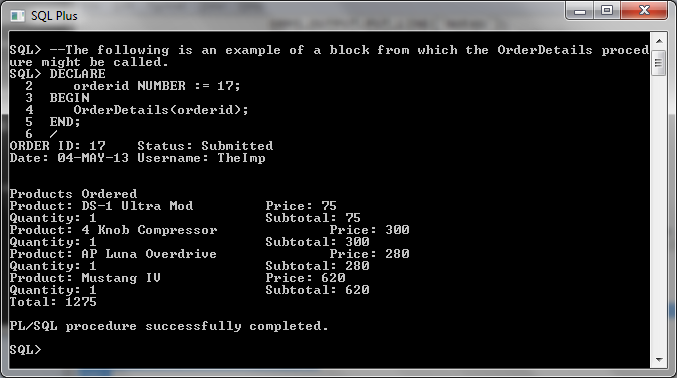 SQL Plus
SQL> --The following is an example of a block from which the OrderDetails proced
ure might be called.
SQL> DECLARE
  2     orderid NUMBER := 17;
  3  BEGIN
  4     OrderDetails(orderid);
  5  END;
  6  /
ORDER ID: 17    Status: Submitted
Date: 04-MAY-13 Username: TheImp
Products Ordered
Product: DS-1 Ultra Mod         Price: 75
Quantity: 1                     Subtotal: 75
Product: 4 Knob Compressor              Price: 300
Quantity: 1                     Subtotal: 300
Product: AP Luna Overdrive              Price: 280
Quantity: 1                     Subtotal: 280
Product: Mustang IV             Price: 620
Quantity: 1                     Subtotal: 620
Total: 1275
PL/SQL procedure successfully completed.
SQL>